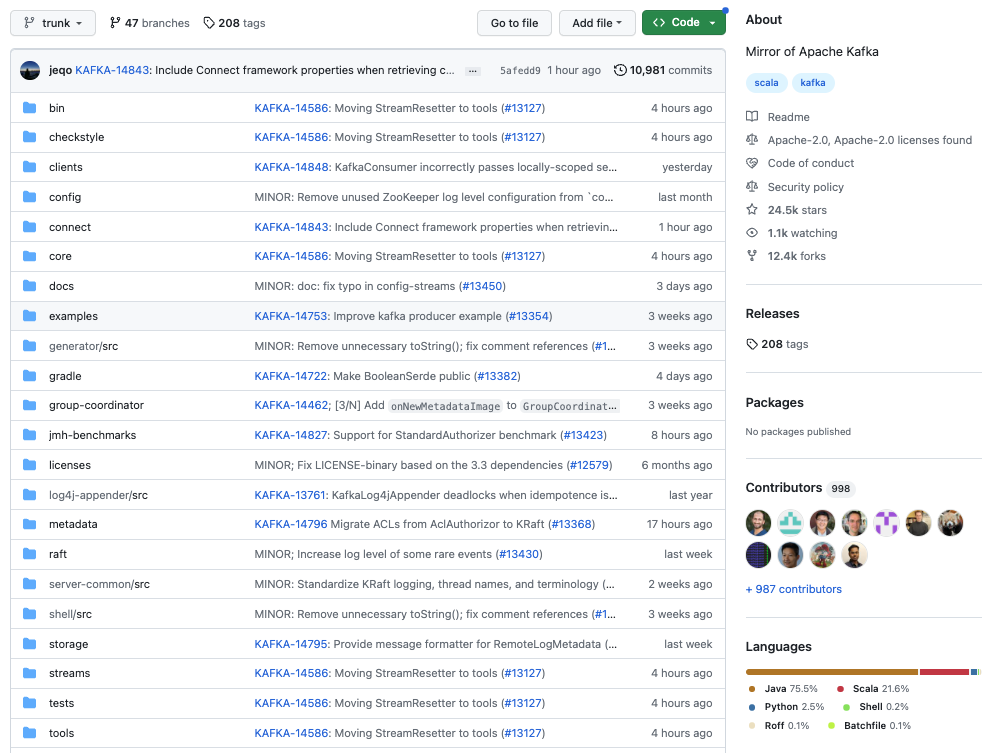 trunk 47 branches 208 tags Go to file Add file Code
jeqo KAFKA-14843: Include Connect framework properties when retrieving c... ... 5afedd9 1 hour ago 10,981 commits
bin KAFKA-14586: Moving StreamResetter to tools (#13127) 4 hours ago
checkstyle KAFKA-14586: Moving StreamResetter to tools (#13127) 4 hours ago
clients KAFKA-14848: KafkaConsumer incorrectly passes locally-scoped se... yesterday
config MINOR: Remove unused ZooKeeper log level configuration from `co... last month
connect KAFKA-14843: Include Connect framework properties when retrievin... 1 hour ago
core KAFKA-14586: Moving StreamResetter to tools (#13127) 4 hours ago
docs MINOR: doc: fix typo in config-streams (#13450) 3 days ago
examples KAFKA-14753: Improve kafka producer example (#13354) 3 weeks ago
generator/src MINOR: Remove unnecessary toString(); fix comment references (#1... 3 weeks ago
gradle KAFKA-14722: Make BooleanSerde public (#13382) 4 days ago
group-coordinator KAFKA-14462; [3/N] Add onNewMetadataImage to GroupCoordinat... 3 weeks ago
jmh-benchmarks KAFKA-14827: Support for StandardAuthorizer benchmark (#13423) 8 hours ago
licenses MINOR; Fix LICENSE-binary based on the 3.3 dependencies (#12579) 6 months ago
log4j-appender/src KAFKA-13761: KafkaLog4jAppender deadlocks when idempotence is... last year
metadata KAFKA-14796 Migrate ACLs from AclAuthorizor to KRaft (#13368) 17 hours ago
raft MINOR; Increase log level of some rare events (#13430) last week
server-common/src MINOR: Standardize KRaft logging, thread names, and terminology (... 2 weeks ago
shell/src MINOR: Remove unnecessary toString(); fix comment references (#1... 3 weeks ago
storage KAFKA-14795: Provide message formatter for RemoteLogMetadata (... last week
streams KAFKA-14586: Moving StreamResetter to tools (#13127) 4 hours ago
tests KAFKA-14586: Moving StreamResetter to tools (#13127) 4 hours ago
tools KAFKA-14586: Moving StreamResetter to tools (#13127) 4 hours ago
About
Mirror of Apache Kafka
scala kafka
Readme
Apache-2.0, Apache-2.0 licenses found
Code of conduct
Security policy
24.5k stars
1.1k watching
12.4k forks
Releases
208 tags
Packages
No packages published
Contributors 998
+ 987 contributors
Languages
Java 75.5% Scala 21.6%
Python 2.5% Shell 0.2%
Roff 0.1% Batchfile 0.1%